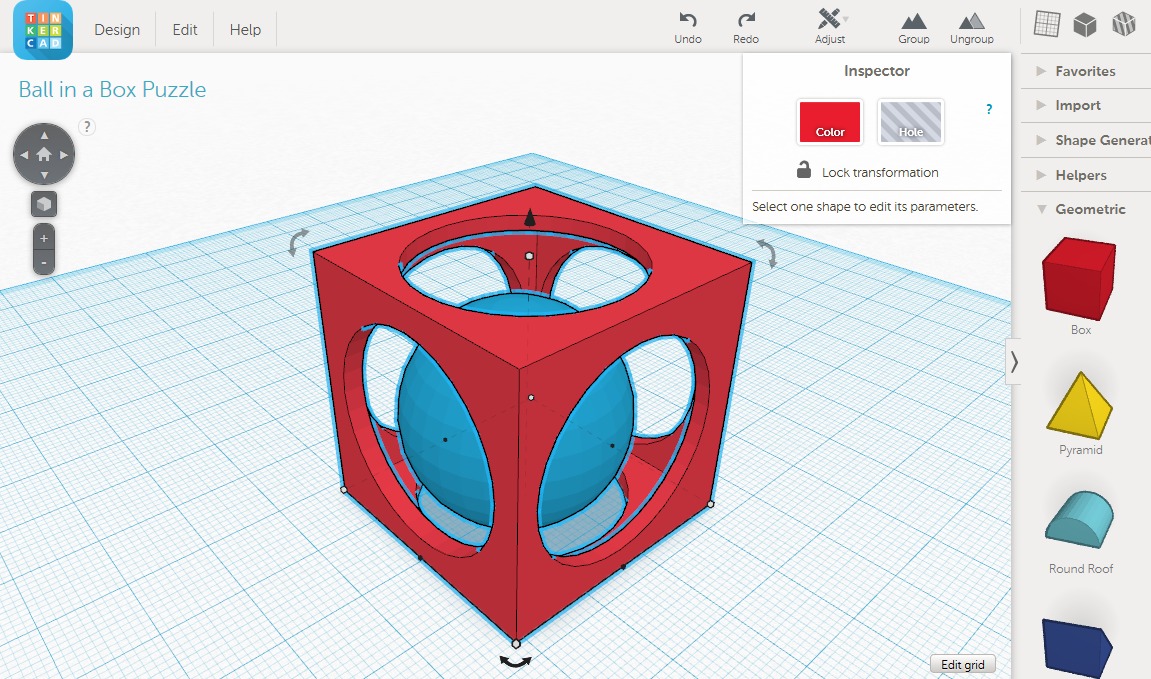 TIN
KER
CAD
Design
Edit
Help
Undo
Redo
Adjust
Group
Ungroup
Ball in a Box Puzzle
?
+
-
Inspector
Color
Hole
?
Lock transformation
Select one shape to edit its parameters.
Favorites
Import
Shape Generat
Helpers
Geometric
Box
Pyramid
Round Roof
Edit grid